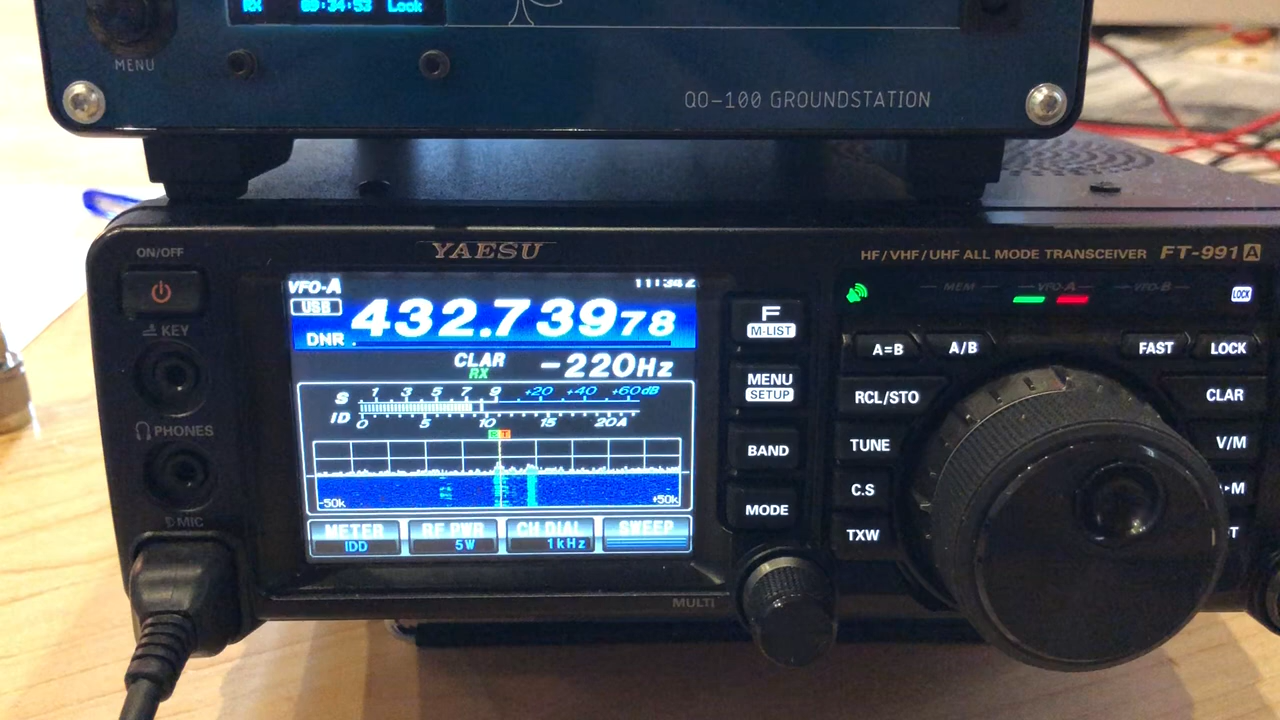 RX 09:34:53 Lock
MENU
QO-100 GROUNDSTATION
ON/OFF
YAESU
HF/VHF/UHF ALL MODE TRANSCEIVER FT-991A
VFO-A
USB
432.73978
DNR
CLAR -220Hz
RX
S 1 3 5 7 9 +20 +40 +60dB
ID 0 5 10 15 20A
R T
-50k +50k
METER RF PWR CH DIAL SWEEP
IDD 5W 1kHz
KEY
PHONES
MIC
F
M-LIST
MENU
SETUP
BAND
MODE
MULTI
MEM VFO-A VFO-B
LOCK
A=B A/B FAST LOCK
RCL/STO CLAR
TUNE V/M
C.S ▸M
TXW